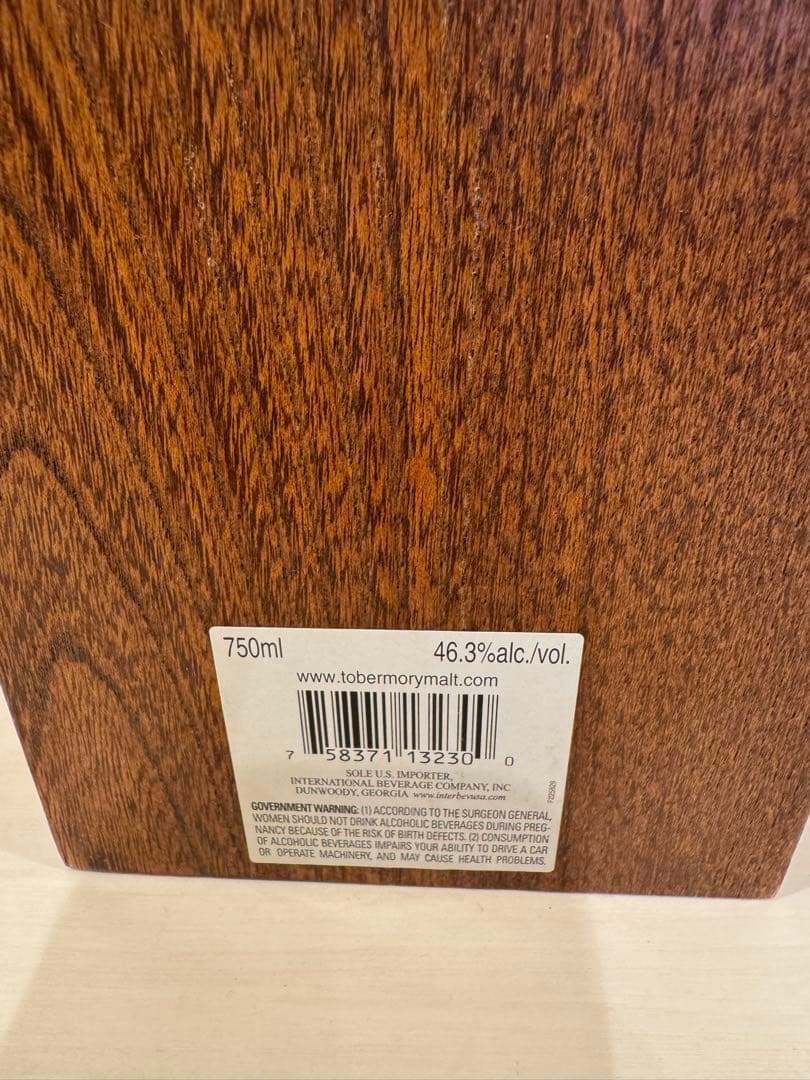 750ml 46.3%alc./vol.
www.tobermorymalt.com
7 58371 13230 0
SOLE U.S. IMPORTER,
INTERNATIONAL BEVERAGE COMPANY, INC
DUNWOODY, GEORGIA www.interbevusa.com
GOVERNMENT WARNING: (1) ACCORDING TO THE SURGEON GENERAL,
WOMEN SHOULD NOT DRINK ALCOHOLIC BEVERAGES DURING PREG-
NANCY BECAUSE OF THE RISK OF BIRTH DEFECTS. (2) CONSUMPTION
OF ALCOHOLIC BEVERAGES IMPAIRS YOUR ABILITY TO DRIVE A CAR
OR OPERATE MACHINERY, AND MAY CAUSE HEALTH PROBLEMS.